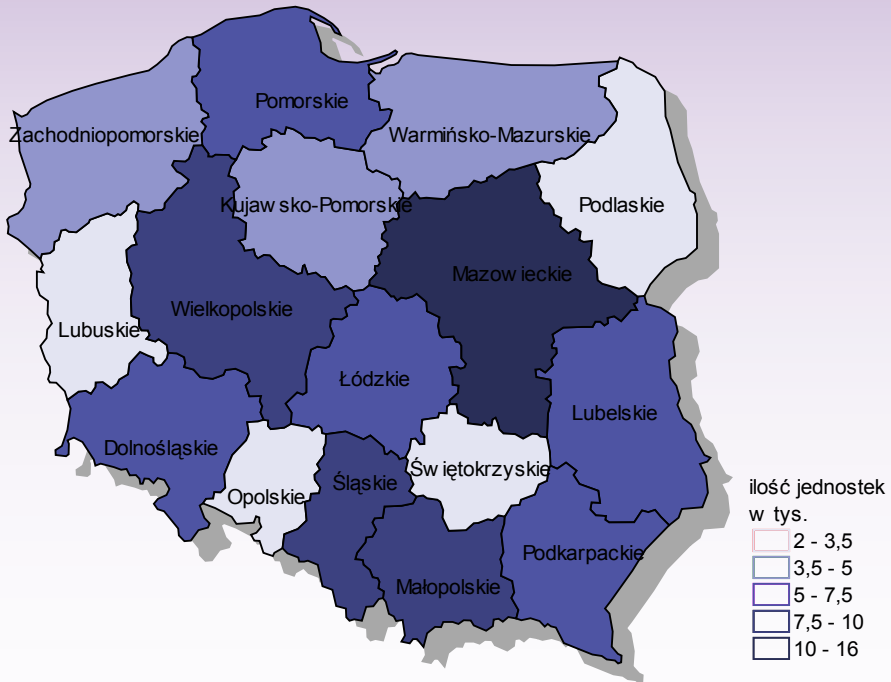 Pomorskie
Zachodniopomorskie
Warmińsko-Mazurskie
Kujaw sko-Pomorskie
Podlaskie
Mazow ieckie
Wielkopolskie
Lubuskie
Łódzkie
Lubelskie
Dolnośląskie
Św iętokrzyskie
Śląskie
Opolskie
Podkarpackie
Małopolskie
ilość jednostek
w tys.
2 - 3,5
3,5 - 5
5 - 7,5
7,5 - 10
10 - 16